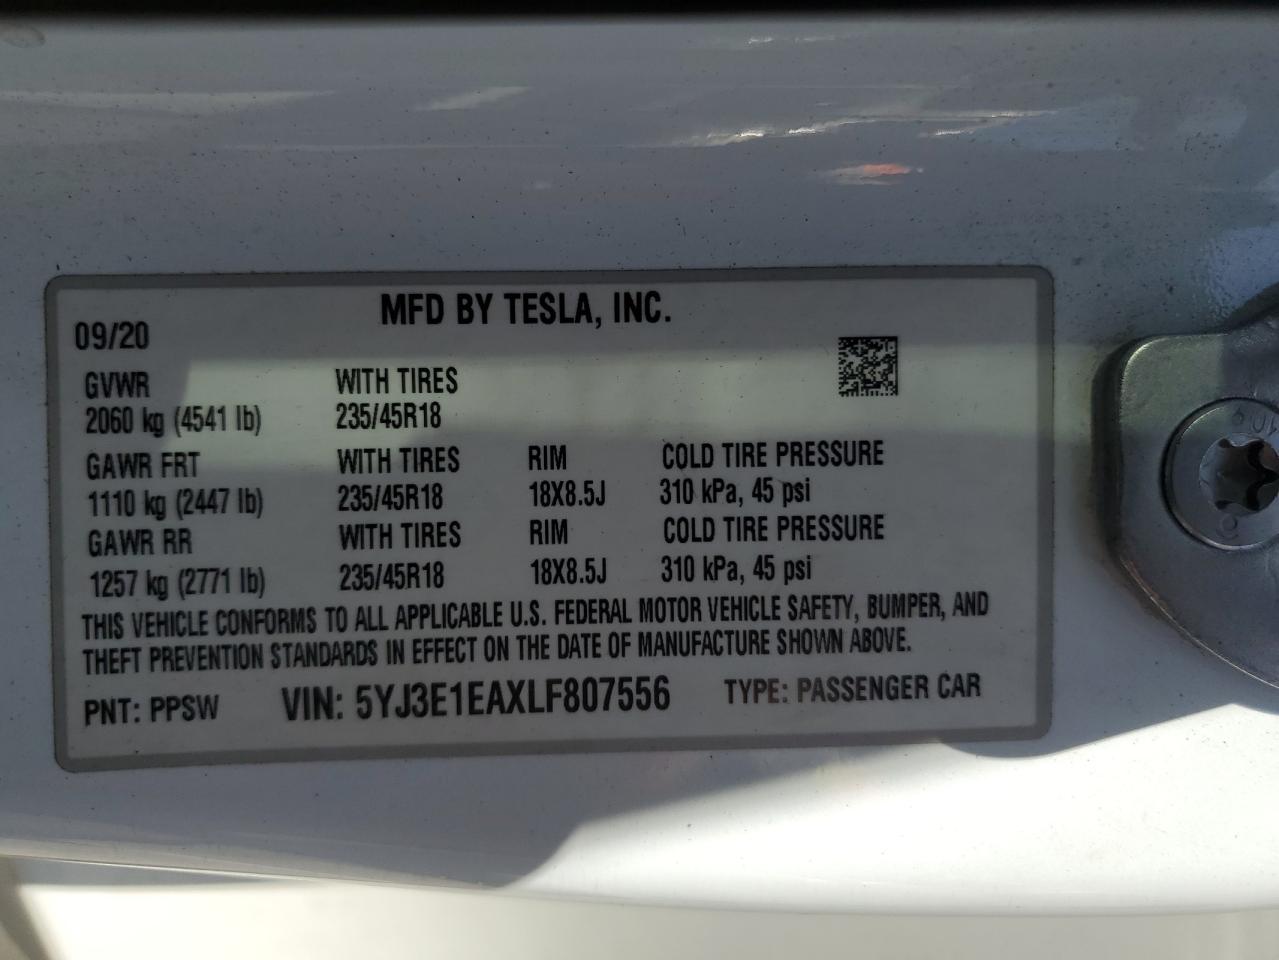 MFD BY TESLA, INC.
09/20
GVWR WITH TIRES
2060 kg (4541 lb) 235/45R18
GAWR FRT WITH TIRES RIM COLD TIRE PRESSURE
1110 kg (2447 lb) 235/45R18 18X8.5J 310 kPa, 45 psi
GAWR RR WITH TIRES RIM COLD TIRE PRESSURE
1257 kg (2771 lb) 235/45R18 18X8.5J 310 kPa, 45 psi
THIS VEHICLE CONFORMS TO ALL APPLICABLE U.S. FEDERAL MOTOR VEHICLE SAFETY, BUMPER, AND
THEFT PREVENTION STANDARDS IN EFFECT ON THE DATE OF MANUFACTURE SHOWN ABOVE.
PNT: PPSW VIN: 5YJ3E1EAXLF807556 TYPE: PASSENGER CAR